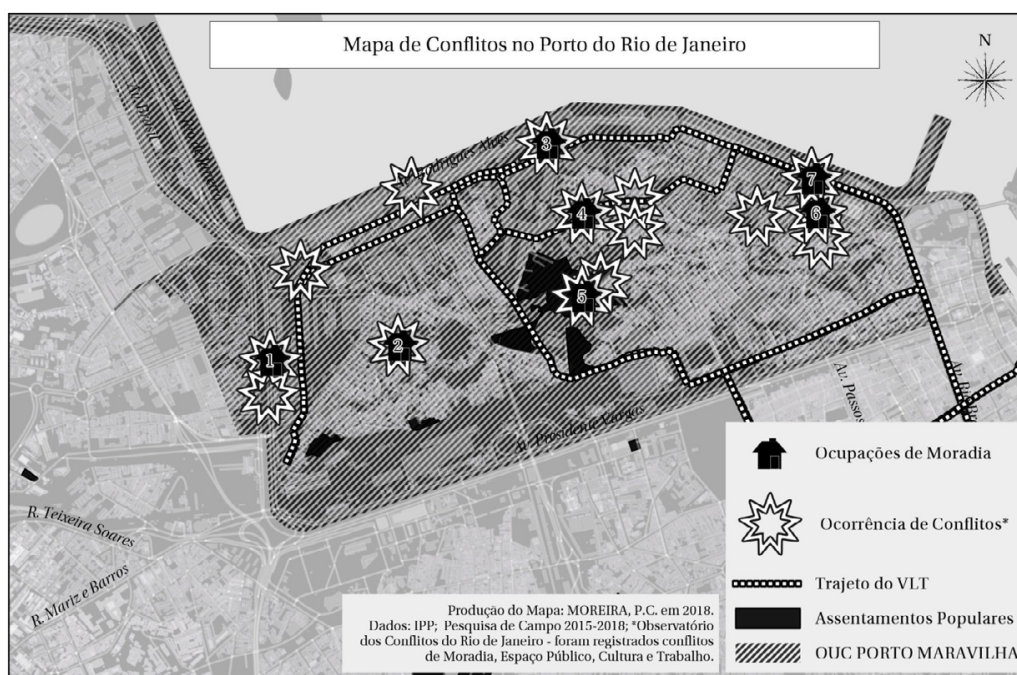 Mapa de Conflitos no Porto do Rio de Janeiro
N
Av. Brasil
Rodrigues Alves
3
7
4
6
5
1
2
Av. Passos
Av. Presidente Vargas
R. Teixeira Soares
R. Mariz e Barros
Ocupações de Moradia
Ocorrência de Conflitos*
Trajeto do VLT
Assentamentos Populares
OUC PORTO MARAVILHA
Produção do Mapa: MOREIRA, P.C. em 2018.
Dados: IPP; Pesquisa de Campo 2015-2018; *Observatório
dos Conflitos do Rio de Janeiro - foram registrados conflitos
de Moradia, Espaço Público, Cultura e Trabalho.